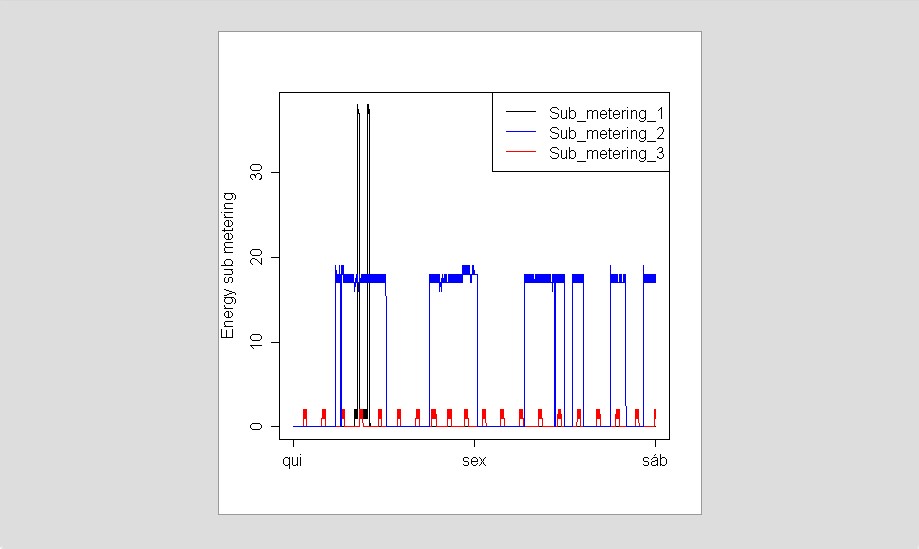 Sub_metering_1
Sub_metering_2
Sub_metering_3
Energy sub metering
30
20
10
0
qui
sex
sáb